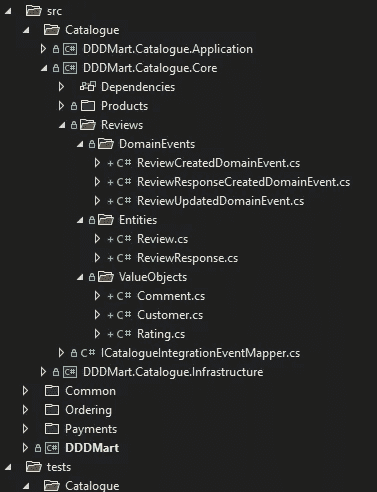 src
Catalogue
C# DDDMart.Catalogue.Application
C# DDDMart.Catalogue.Core
Dependencies
Products
Reviews
DomainEvents
+ C# ReviewCreatedDomainEvent.cs
+ C# ReviewResponseCreatedDomainEvent.cs
+ C# ReviewUpdatedDomainEvent.cs
Entities
+ C# Review.cs
+ C# ReviewResponse.cs
ValueObjects
+ C# Comment.cs
+ C# Customer.cs
+ C# Rating.cs
C# ICatalogueIntegrationEventMapper.cs
C# DDDMart.Catalogue.Infrastructure
Common
Ordering
Payments
C# DDDMart
tests
Catalogue